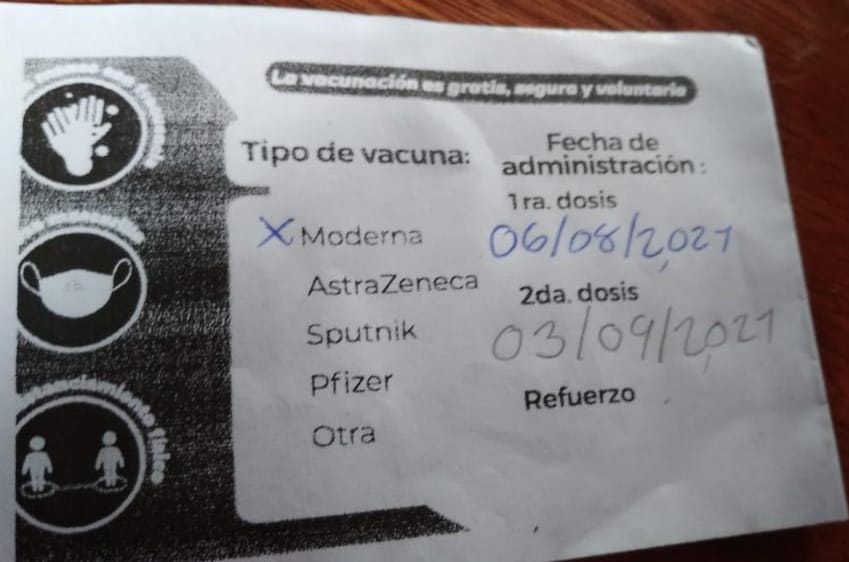 La vacunación es gratis, segura y voluntaria
Tipo de vacuna:
Fecha de
administración :
1ra. dosis
X Moderna
06/08/2,021
AstraZeneca
2da. dosis
Sputnik
03/09/2,021
Pfizer
Refuerzo
Otra
Distanciamiento físico